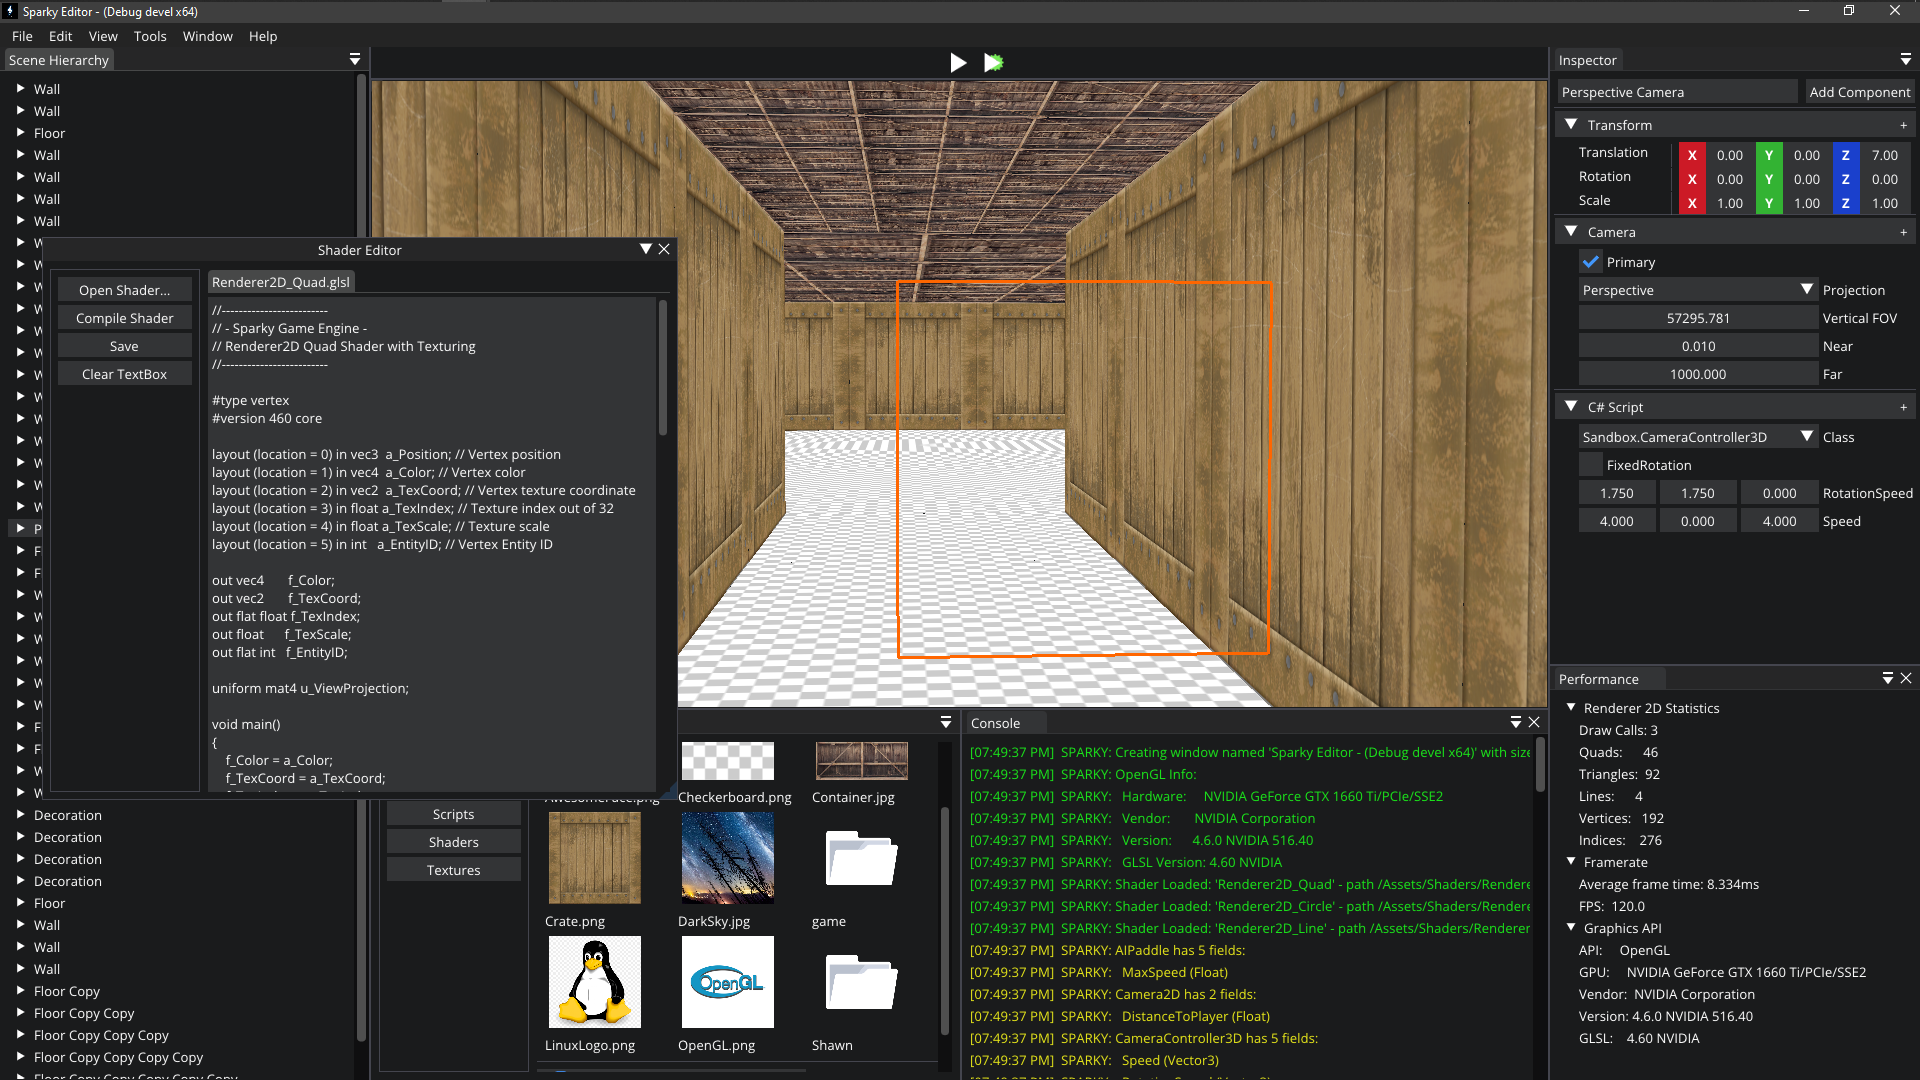 Sparky Editor - (Debug devel x64)
File Edit View Tools Window Help
Scene Hierarchy
Wall
Wall
Floor
Wall
Wall
Wall
Wall
Decoration
Decoration
Decoration
Decoration
Floor
Wall
Wall
Wall
Floor Copy
Floor Copy Copy
Floor Copy Copy Copy
Floor Copy Copy Copy Copy
Floor Copy Copy Copy Copy Copy
Shader Editor
Open Shader...
Compile Shader
Save
Clear TextBox
Renderer2D_Quad.glsl
//-------------------------
// - Sparky Game Engine -
// Renderer2D Quad Shader with Texturing
//-------------------------
#type vertex
#version 460 core
layout (location = 0) in vec3 a_Position; // Vertex position
layout (location = 1) in vec4 a_Color; // Vertex color
layout (location = 2) in vec2 a_TexCoord; // Vertex texture coordinate
layout (location = 3) in float a_TexIndex; // Texture index out of 32
layout (location = 4) in float a_TexScale; // Texture scale
layout (location = 5) in int a_EntityID; // Vertex Entity ID
out vec4 f_Color;
out vec2 f_TexCoord;
out flat float f_TexIndex;
out float f_TexScale;
out flat int f_EntityID;
uniform mat4 u_ViewProjection;
void main()
{
f_Color = a_Color;
f_TexCoord = a_TexCoord;
Scripts
Shaders
Textures
AwesomeFace.png
Checkerboard.png
Container.jpg
Crate.png
DarkSky.jpg
game
OpenGL
LinuxLogo.png
OpenGL.png
Shawn
Console
[07:49:37 PM] SPARKY: Creating window named 'Sparky Editor - (Debug devel x64)' with size
[07:49:37 PM] SPARKY: OpenGL Info:
[07:49:37 PM] SPARKY: Hardware: NVIDIA GeForce GTX 1660 Ti/PCIe/SSE2
[07:49:37 PM] SPARKY: Vendor: NVIDIA Corporation
[07:49:37 PM] SPARKY: Version: 4.6.0 NVIDIA 516.40
[07:49:37 PM] SPARKY: GLSL Version: 4.60 NVIDIA
[07:49:37 PM] SPARKY: Shader Loaded: 'Renderer2D_Quad' - path /Assets/Shaders/Rendere
[07:49:37 PM] SPARKY: Shader Loaded: 'Renderer2D_Circle' - path /Assets/Shaders/Rendere
[07:49:37 PM] SPARKY: Shader Loaded: 'Renderer2D_Line' - path /Assets/Shaders/Renderer
[07:49:37 PM] SPARKY: AIPaddle has 5 fields:
[07:49:37 PM] SPARKY: MaxSpeed (Float)
[07:49:37 PM] SPARKY: Camera2D has 2 fields:
[07:49:37 PM] SPARKY: DistanceToPlayer (Float)
[07:49:37 PM] SPARKY: CameraController3D has 5 fields:
[07:49:37 PM] SPARKY: Speed (Vector3)
Inspector
Perspective Camera Add Component
Transform +
Translation X 0.00 Y 0.00 Z 7.00
Rotation X 0.00 Y 0.00 Z 0.00
Scale X 1.00 Y 1.00 Z 1.00
Camera +
Primary
Perspective Projection
57295.781 Vertical FOV
0.010 Near
1000.000 Far
C# Script +
Sandbox.CameraController3D Class
FixedRotation
1.750 1.750 0.000 RotationSpeed
4.000 0.000 4.000 Speed
Performance
Renderer 2D Statistics
Draw Calls: 3
Quads: 46
Triangles: 92
Lines: 4
Vertices: 192
Indices: 276
Framerate
Average frame time: 8.334ms
FPS: 120.0
Graphics API
API: OpenGL
GPU: NVIDIA GeForce GTX 1660 Ti/PCIe/SSE2
Vendor: NVIDIA Corporation
Version: 4.6.0 NVIDIA 516.40
GLSL: 4.60 NVIDIA